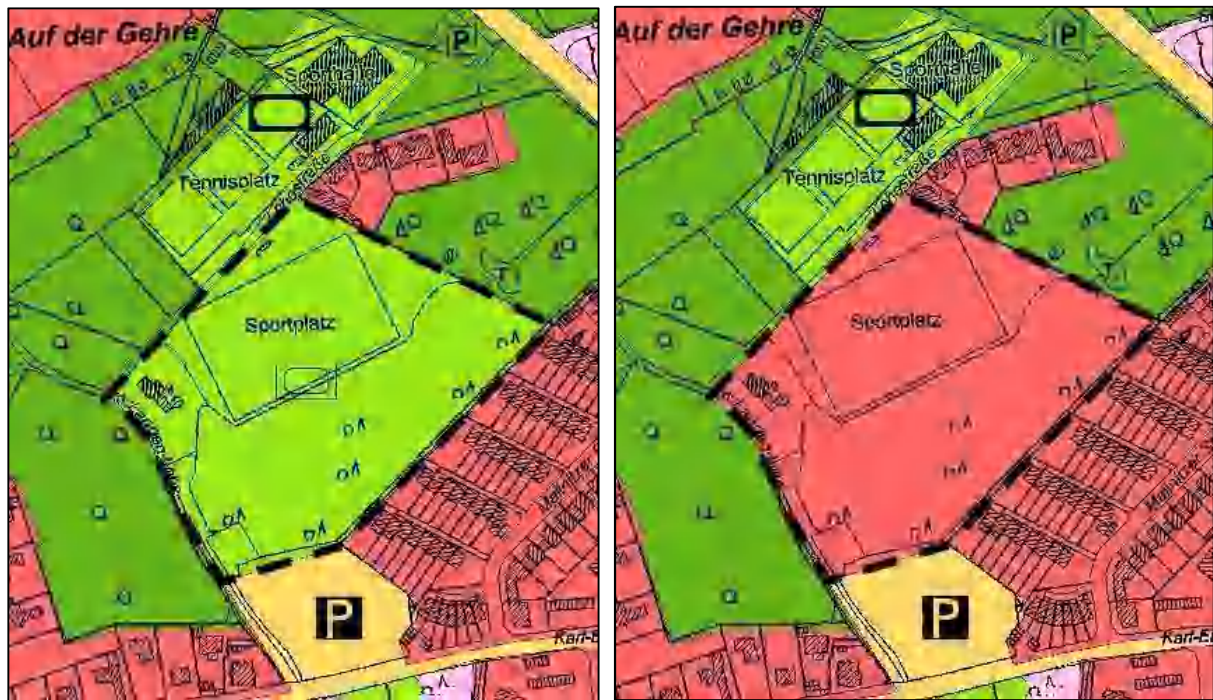 Auf der Gehre
P
Sporthalle
Tennisplatz
Sportplatz
P
Auf der Gehre
P
Sporthalle
Tennisplatz
Sportplatz
P